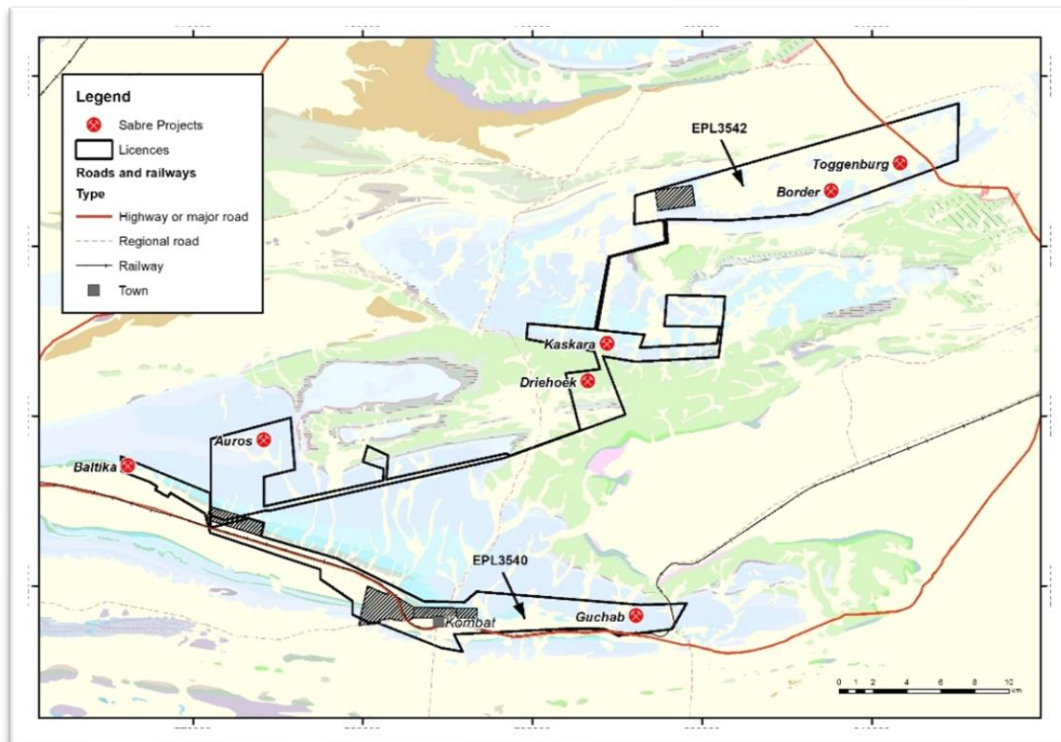 Legend
Sabre Projects
Licences
Roads and railways
Type
Highway or major road
Regional road
Railway
Town
EPL3542
Toggenburg
Border
Kaskara
Driehoek
Auros
Baltika
EPL3540
Guchab
Kombat
0 1 2 4 6 8 10
km